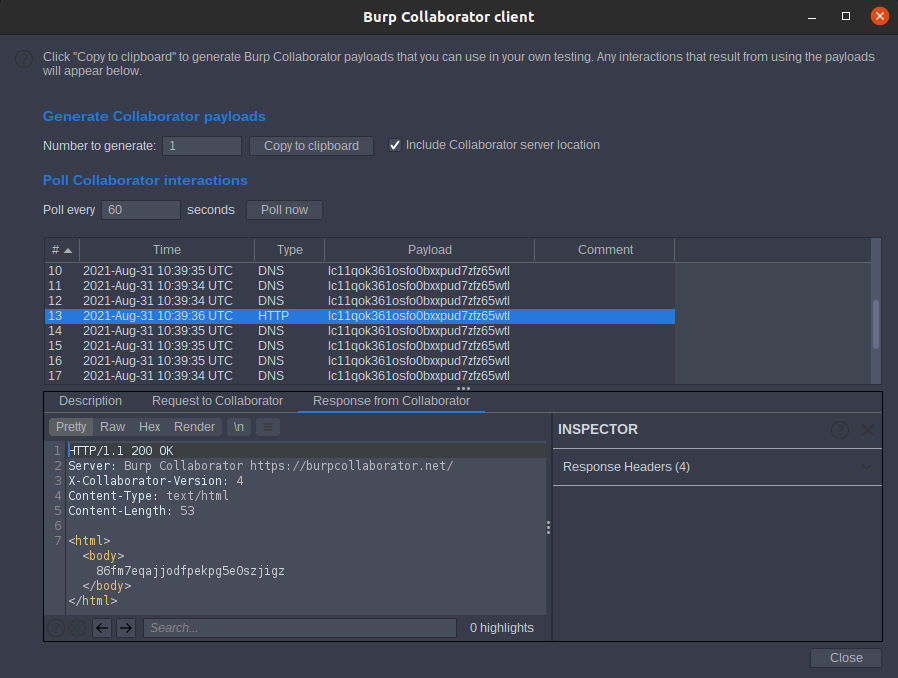 Burp Collaborator client
Click "Copy to clipboard" to generate Burp Collaborator payloads that you can use in your own testing. Any interactions that result from using the payloads
will appear below.
Generate Collaborator payloads
Number to generate: 1 Copy to clipboard Include Collaborator server location
Poll Collaborator interactions
Poll every 60 seconds Poll now
# Time Type Payload Comment
10 2021-Aug-31 10:39:35 UTC DNS lc11qok361osfo0bxxpud7zfz65wtl
11 2021-Aug-31 10:39:34 UTC DNS lc11qok361osfo0bxxpud7zfz65wtl
12 2021-Aug-31 10:39:34 UTC DNS lc11qok361osfo0bxxpud7zfz65wtl
13 2021-Aug-31 10:39:36 UTC HTTP lc11qok361osfo0bxxpud7zfz65wtl
14 2021-Aug-31 10:39:35 UTC DNS lc11qok361osfo0bxxpud7zfz65wtl
15 2021-Aug-31 10:39:35 UTC DNS lc11qok361osfo0bxxpud7zfz65wtl
16 2021-Aug-31 10:39:35 UTC DNS lc11qok361osfo0bxxpud7zfz65wtl
17 2021-Aug-31 10:39:34 UTC DNS lc11qok361osfo0bxxpud7zfz65wtl
Description Request to Collaborator Response from Collaborator
Pretty Raw Hex Render \n
INSPECTOR
Response Headers (4)
1 HTTP/1.1 200 OK
2 Server: Burp Collaborator https://burpcollaborator.net/
3 X-Collaborator-Version: 4
4 Content-Type: text/html
5 Content-Length: 53
6
7 <html>
<body>
86fm7eqajjodfpekpg5e0szjigz
</body>
</html>
Search...
0 highlights
Close